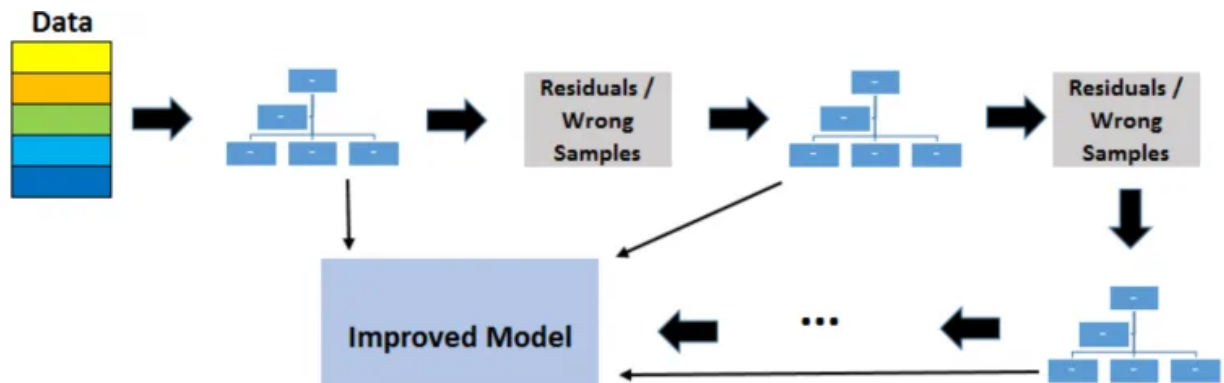 Data
Residuals /
Wrong
Samples
Residuals /
Wrong
Samples
Improved Model
...